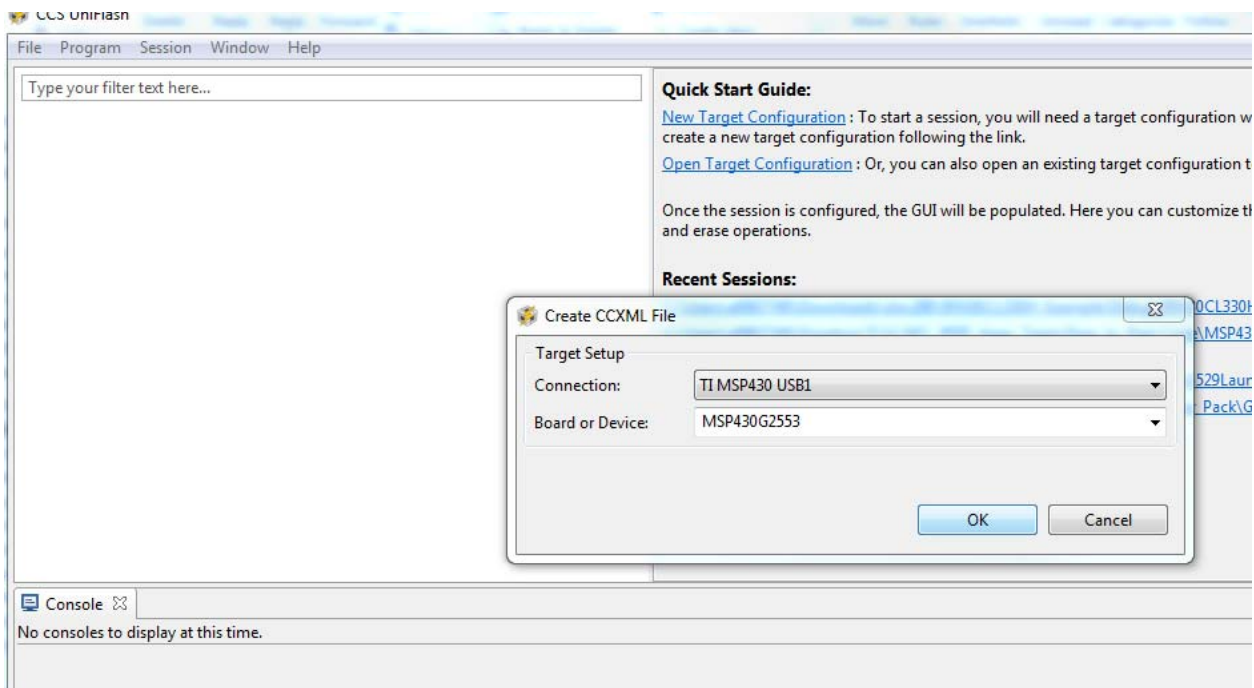 CCS UniFlash
File Program Session Window Help
Type your filter text here...
Quick Start Guide:
New Target Configuration : To start a session, you will need a target configuration w
create a new target configuration following the link.
Open Target Configuration : Or, you can also open an existing target configuration t
Once the session is configured, the GUI will be populated. Here you can customize th
and erase operations.
Recent Sessions:
0CL330H
\MSP43
529Laun
Pack\G
Create CCXML File
Target Setup
Connection: TI MSP430 USB1
Board or Device: MSP430G2553
OK Cancel
Console
No consoles to display at this time.